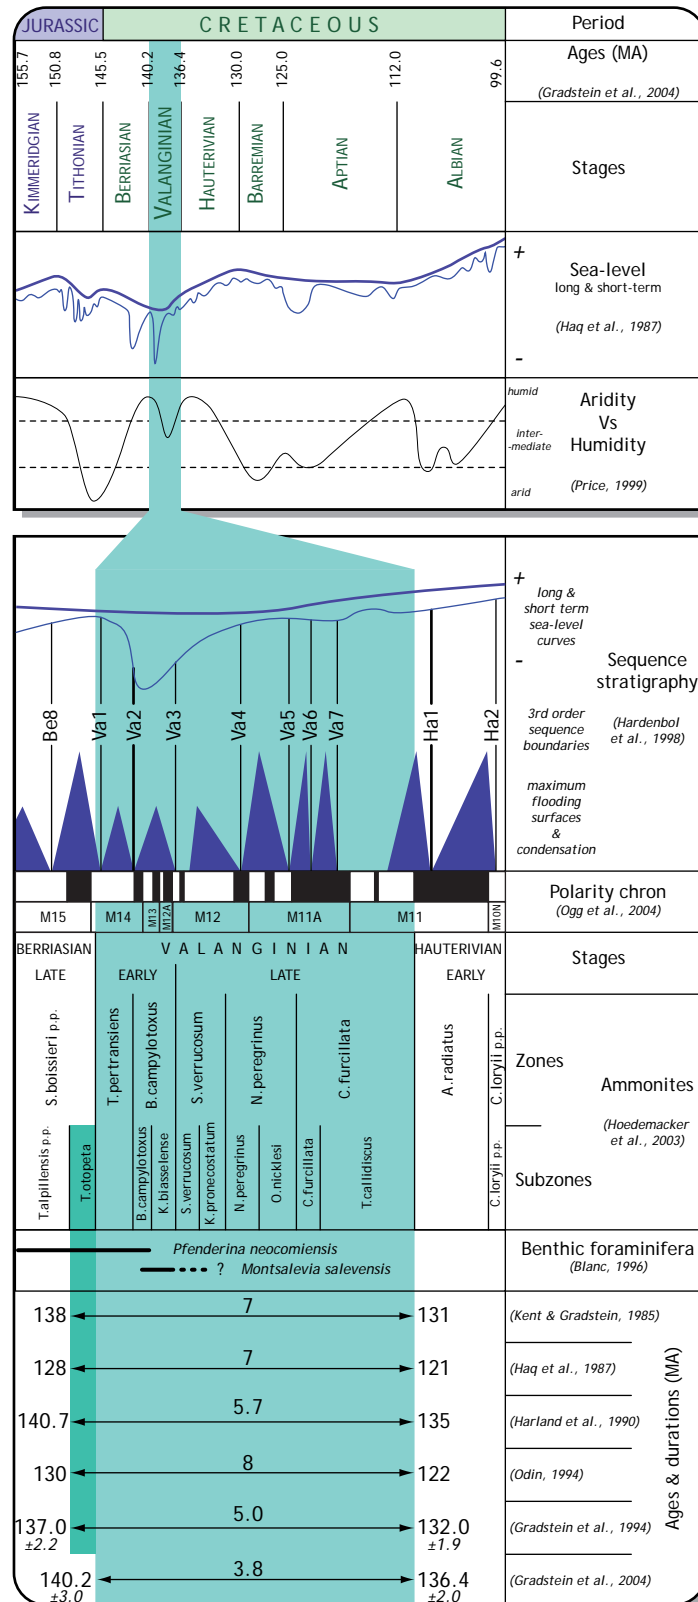 JURASSIC
CRETACEOUS
Period
155.7
150.8
145.5
140.2
136.4
130.0
125.0
112.0
99.6
Ages (MA)
(Gradstein et al., 2004)
KIMMERIDGIAN
TITHONIAN
BERRIASIAN
VALANGINIAN
HAUTERIVIAN
BARREMIAN
APTIAN
ALBIAN
Stages
+
Sea-level
long & short-term
(Haq et al., 1987)
-
humid
inter-
-mediate
arid
Aridity
Vs
Humidity
(Price, 1999)
+
long &
short term
sea-level
curves
-
Sequence
stratigraphy
(Hardenbol
et al., 1998)
3rd order
sequence
boundaries
maximum
flooding
surfaces
&
condensation
Be8
Va1
Va2
Va3
Va4
Va5
Va6
Va7
Ha1
Ha2
Polarity chron
(Ogg et al., 2004)
M15
M14
M13
M12A
M12
M11A
M11
M10N
BERRIASIAN
VALANGINIAN
HAUTERIVIAN
LATE
EARLY
LATE
EARLY
Stages
S.boissieri p.p.
T.pertransiens
B.campylotoxus
S.verrucosum
N.peregrinus
C.furcillata
A.radiatus
C.loryii p.p.
Zones
Ammonites
(Hoedemacker
et al., 2003)
T.alpillensis p.p.
T.otopeta
B.campylotoxus
K.biasselense
S.verrucosum
K.pronecostatum
N.peregrinus
O.nicklesi
C.furcillata
T.callidiscus
C.loryii p.p.
Subzones
Pfenderina neocomiensis
? Montsalevia salevensis
Benthic foraminifera
(Blanc, 1996)
138
7
131
(Kent & Gradstein, 1985)
128
7
121
(Haq et al., 1987)
140.7
5.7
135
(Harland et al., 1990)
130
8
122
(Odin, 1994)
137.0
±2.2
5.0
132.0
±1.9
(Gradstein et al., 1994)
140.2
±3.0
3.8
136.4
±2.0
(Gradstein et al., 2004)
Ages & durations (MA)